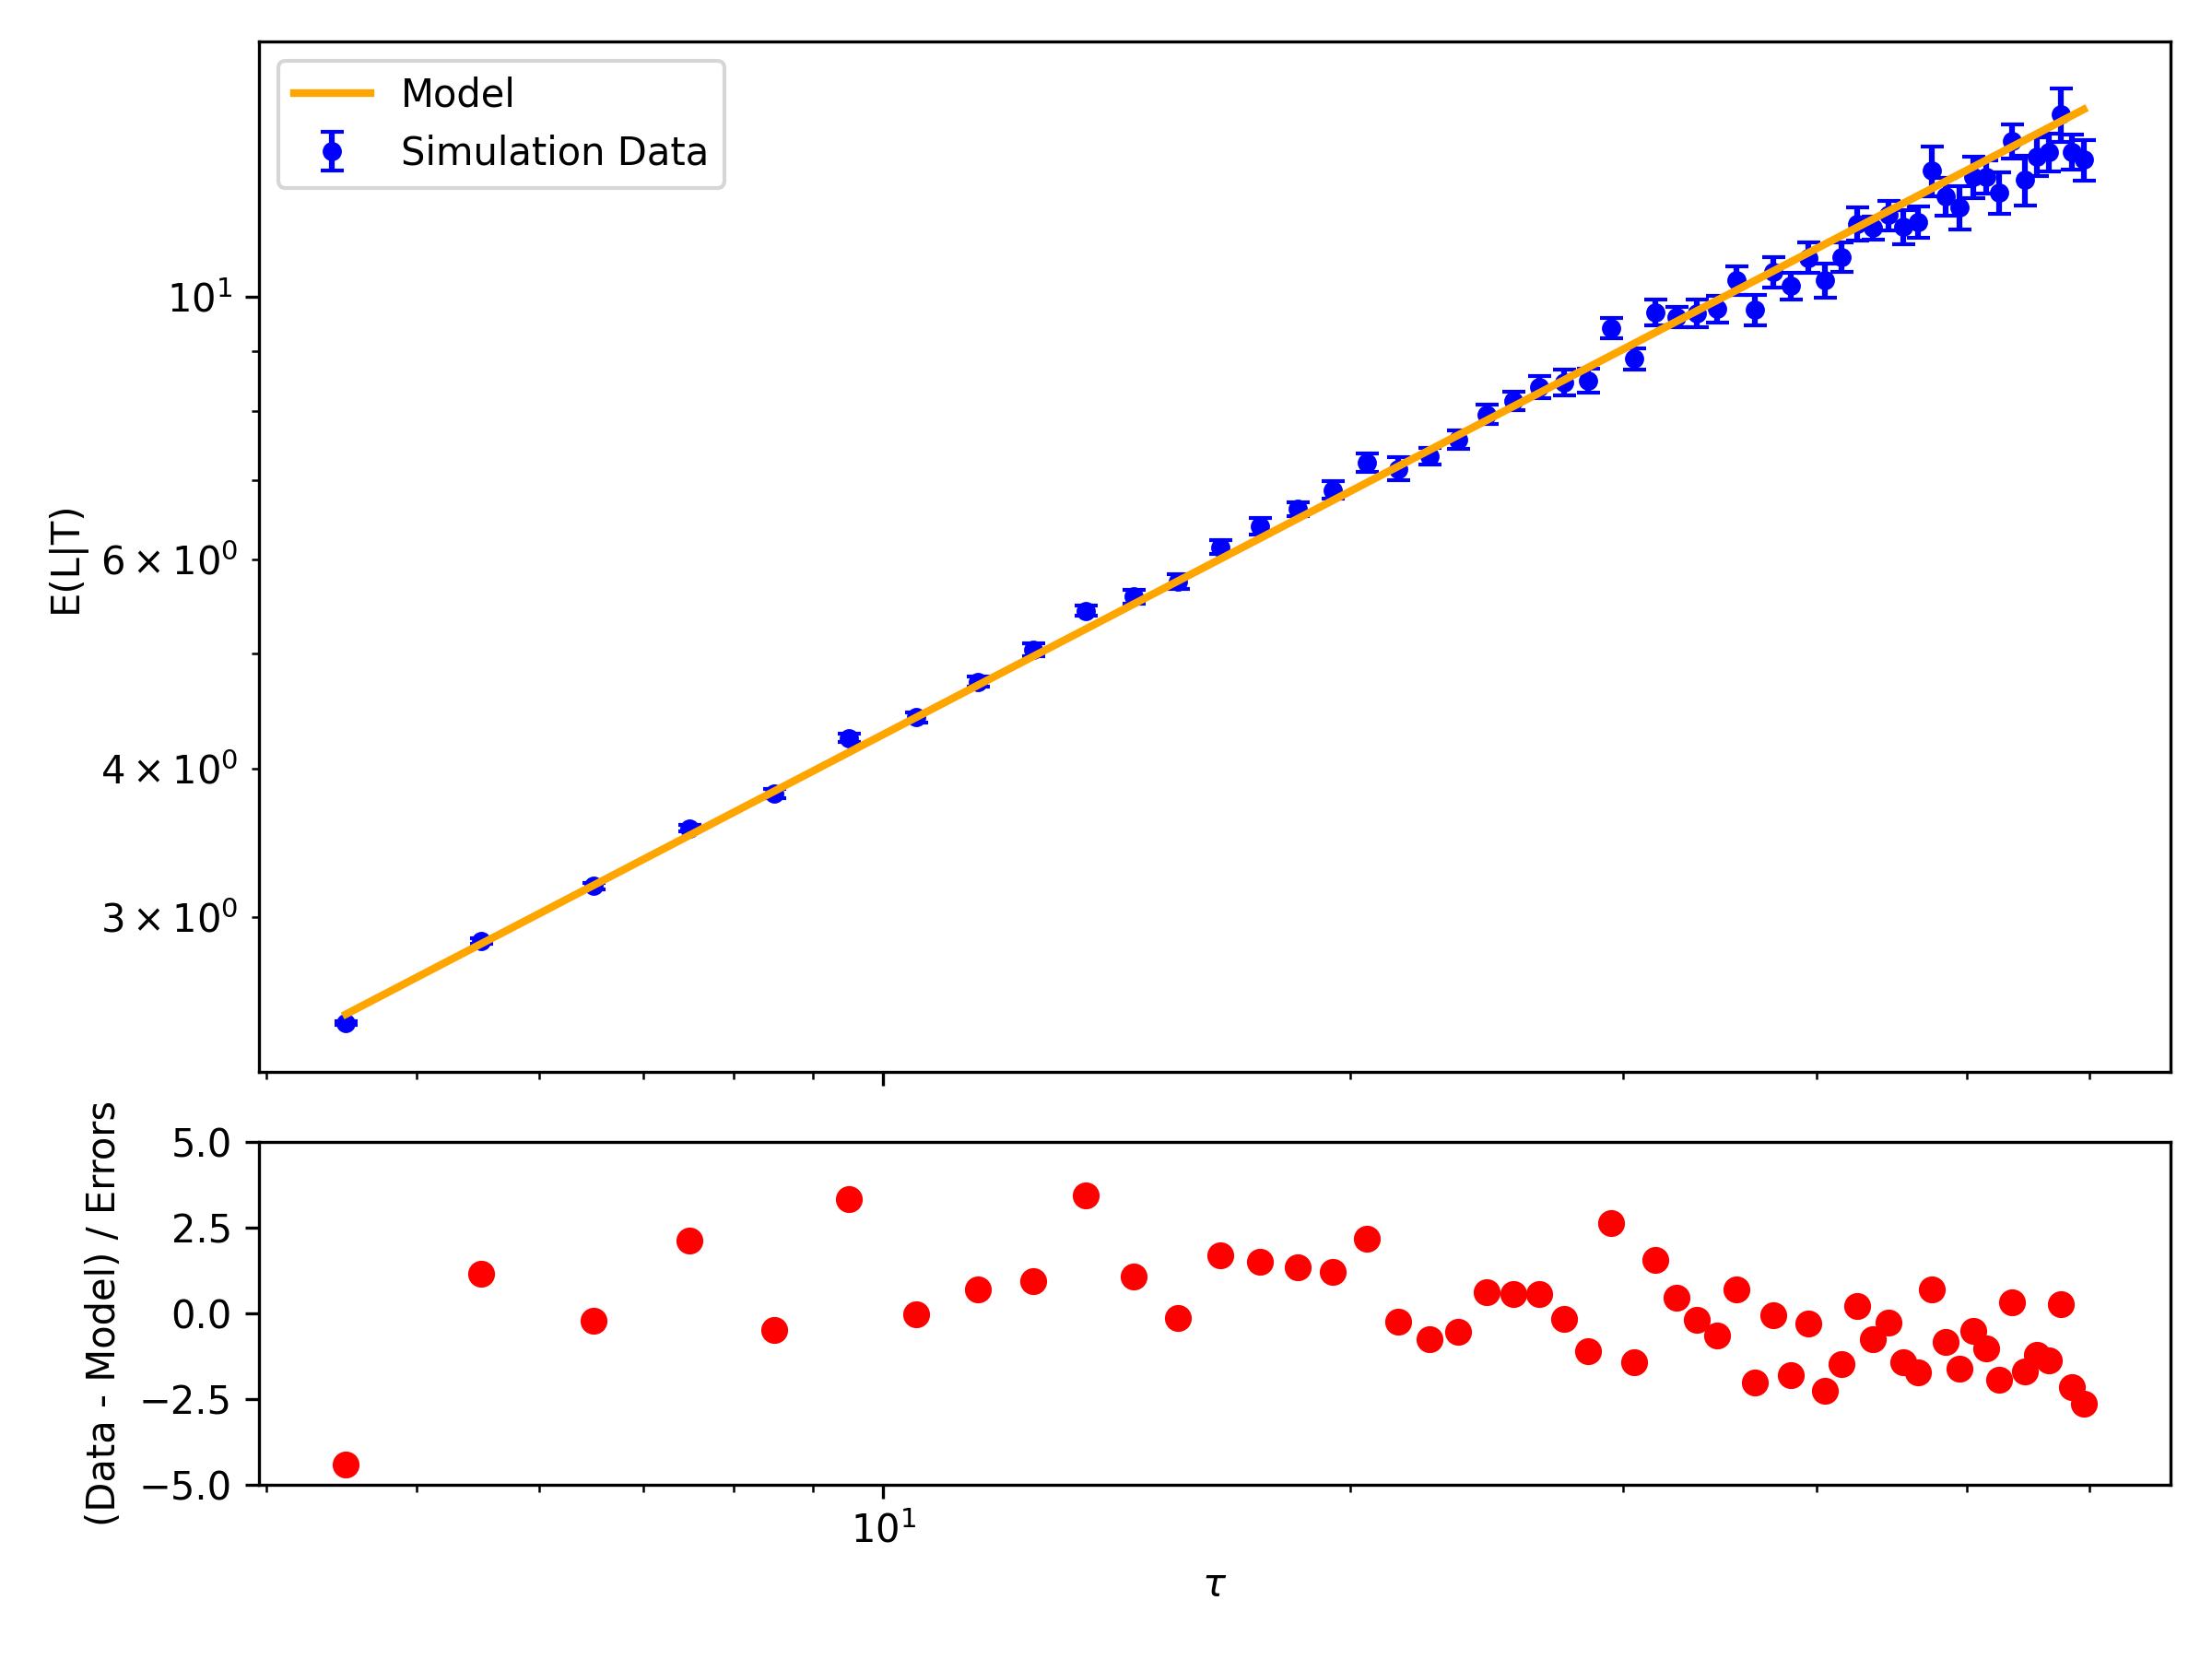 Model
Simulation Data
10¹
6 × 10⁰
4 × 10⁰
3 × 10⁰
E(L|T)
5.0
2.5
0.0
−2.5
−5.0
(Data - Model) / Errors
10¹
τ